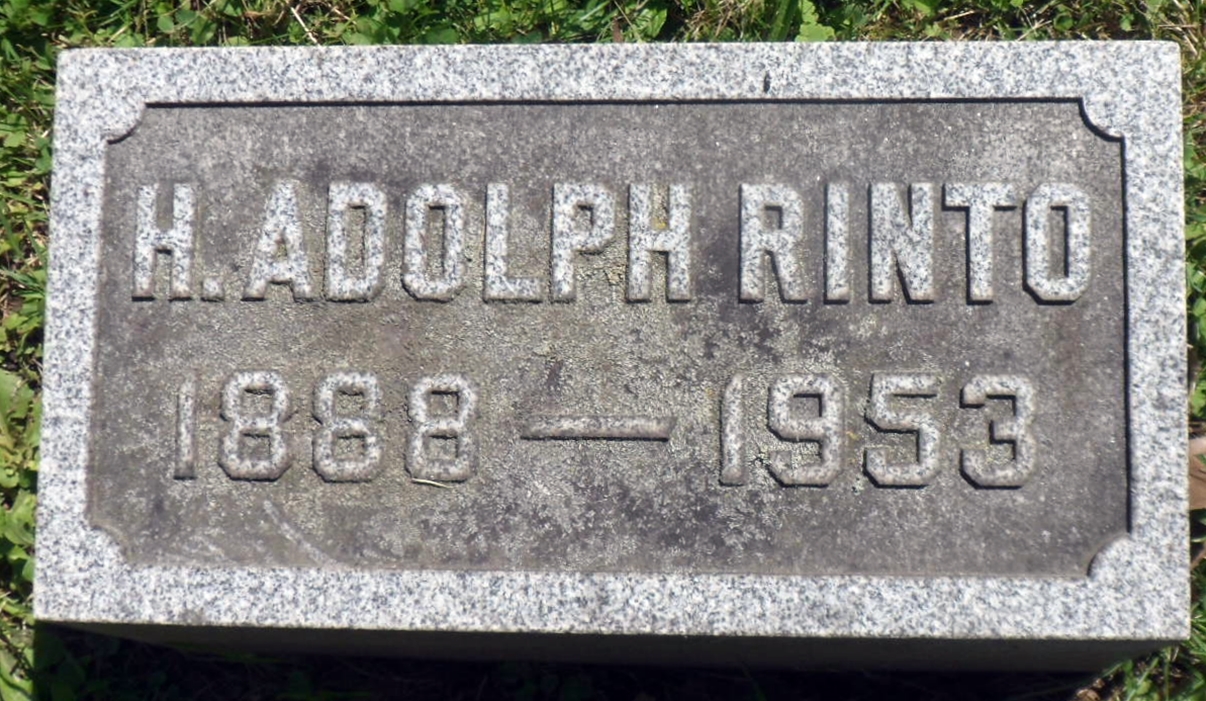 H. ADOLPH RINTO
1888 — 1953